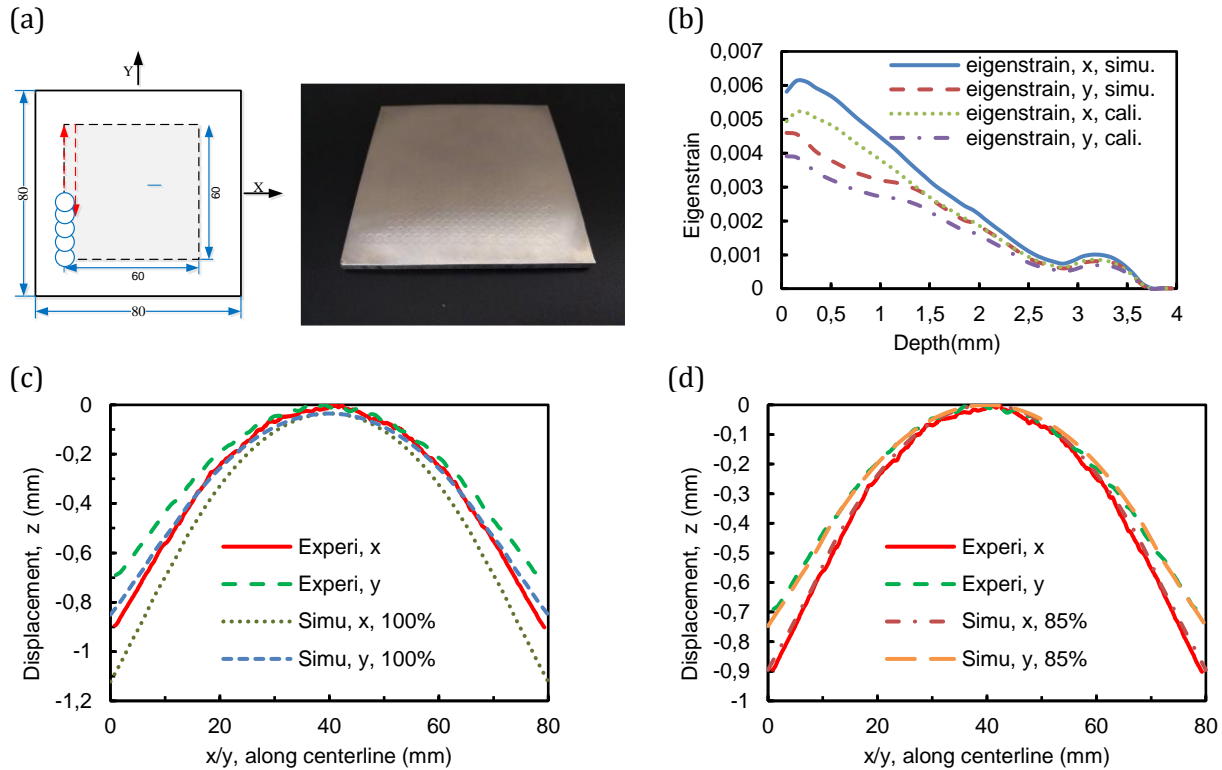 (a)
Y
X
80
60
60
80
(b)
0,007
0,006
0,005
0,004
0,003
0,002
0,001
0
Eigenstrain
eigenstrain, x, simu.
eigenstrain, y, simu.
eigenstrain, x, cali.
eigenstrain, y, cali.
0 0,5 1 1,5 2 2,5 3 3,5 4
Depth(mm)
(c)
0
-0,2
-0,4
-0,6
-0,8
-1
-1,2
Displacement, z (mm)
Experi, x
Experi, y
Simu, x, 100%
Simu, y, 100%
0 20 40 60 80
x/y, along centerline (mm)
(d)
0
-0,1
-0,2
-0,3
-0,4
-0,5
-0,6
-0,7
-0,8
-0,9
-1
Displacement, z (mm)
Experi, x
Experi, y
Simu, x, 85%
Simu, y, 85%
0 20 40 60 80
x/y, along centerline (mm)